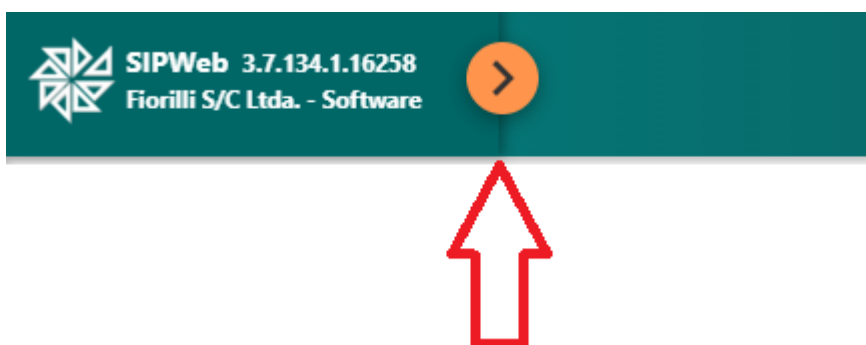 SIPWeb 3.7.134.1.16258
Fiorilli S/C Ltda. - Software